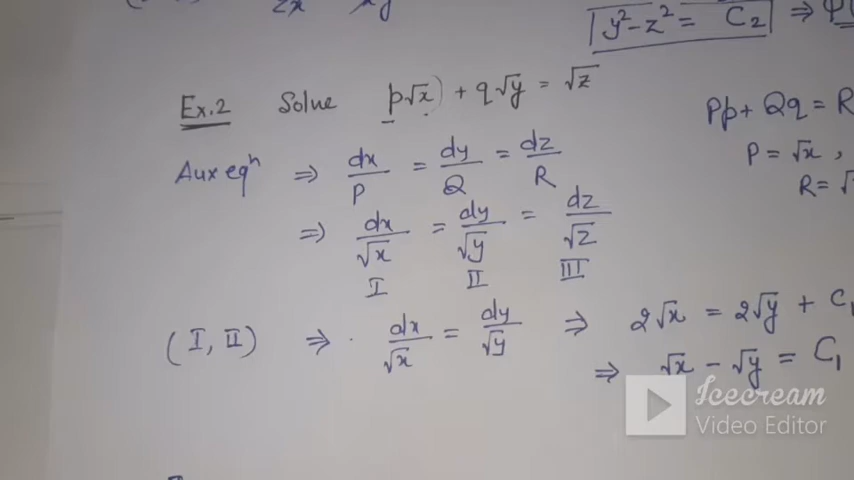 y² - z² = C₂ ⇒
Ex.2 Solve p√x + q√y = √z
Pp + Qq = R
Aux eqⁿ ⇒ dx/P = dy/Q = dz/R
P = √x ,
R = √
⇒ dx/√x = dy/√y = dz/√z
I II III
(I, II) ⇒ dx/√x = dy/√y ⇒ 2√x = 2√y + C₁
⇒ √x - √y = C₁
Icecream
Video Editor